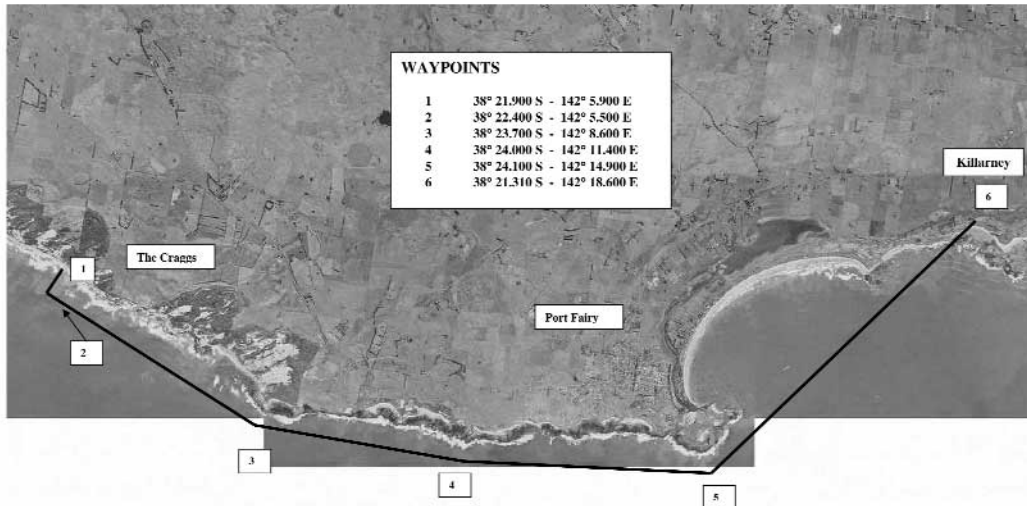 WAYPOINTS
1 38° 21.900 S - 142° 5.900 E
2 38° 22.400 S - 142° 5.500 E
3 38° 23.700 S - 142° 8.600 E
4 38° 24.000 S - 142° 11.400 E
5 38° 24.100 S - 142° 14.900 E
6 38° 21.310 S - 142° 18.600 E
Killarney
6
The Craggs
1
Port Fairy
2
3
4
5